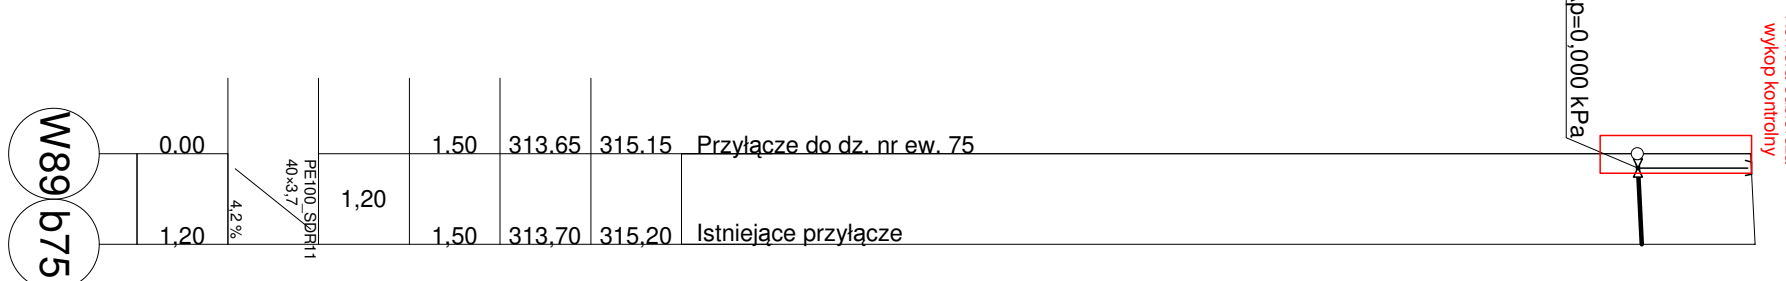 p=0,000 kPa
wykop kontrolny
W89
0.00
1.50
313.65
315.15
Przyłącze do dz. nr ew. 75
PE100_SDR11
40×3,7
4,2 %
1,20
b75
1,20
1,50
313,70
315,20
Istniejące przyłącze